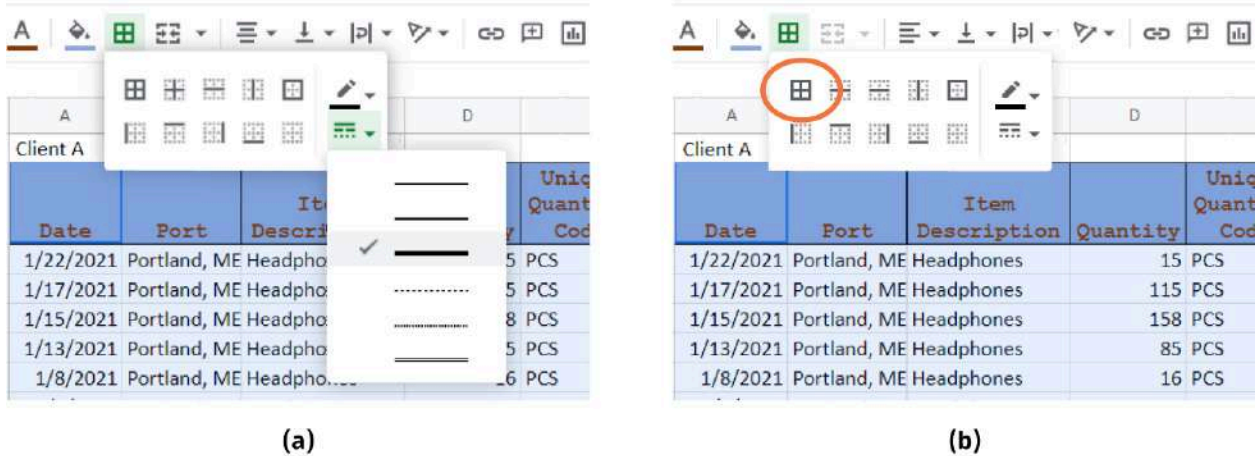 A
A D
Client A
Uniq
Ite Quant
Date Port Descri y Cod
1/22/2021 Portland, ME Headpho 5 PCS
1/17/2021 Portland, ME Headpho 5 PCS
1/15/2021 Portland, ME Headpho 8 PCS
1/13/2021 Portland, ME Headpho 5 PCS
1/8/2021 Portland, ME Headpho 16 PCS
(a)
A
A D
Client A
Uniq
Item Quant
Date Port Description Quantity Cod
1/22/2021 Portland, ME Headphones 15 PCS
1/17/2021 Portland, ME Headphones 115 PCS
1/15/2021 Portland, ME Headphones 158 PCS
1/13/2021 Portland, ME Headphones 85 PCS
1/8/2021 Portland, ME Headphones 16 PCS
(b)